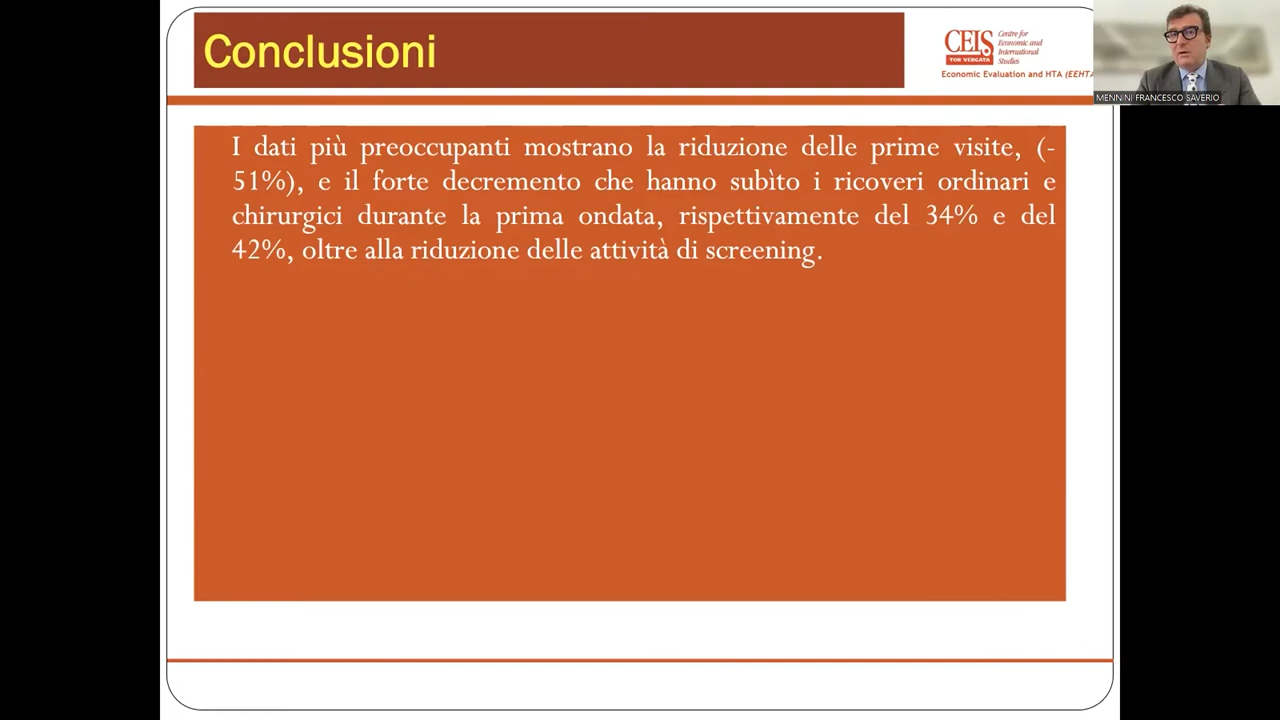 Conclusioni
CEIS
TOR VERGATA
Centre for
Economic and
International
Studies
Economic Evaluation and HTA (EEHTA
MENNINI FRANCESCO SAVERIO
I dati più preoccupanti mostrano la riduzione delle prime visite, (-
51%), e il forte decremento che hanno subìto i ricoveri ordinari e
chirurgici durante la prima ondata, rispettivamente del 34% e del
42%, oltre alla riduzione delle attività di screening.